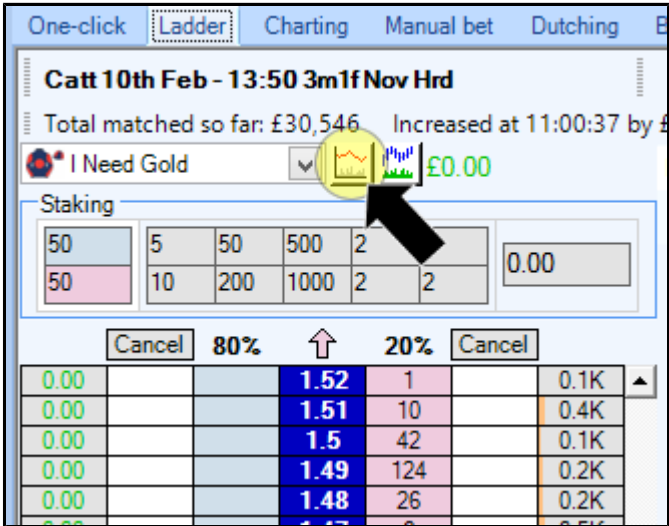 One-click Ladder Charting Manual bet Dutching
Catt 10th Feb - 13:50 3m1f Nov Hrd
Total matched so far: £30,546 Increased at 11:00:37 by £
I Need Gold £0.00
Staking
50 5 50 500 2
0.00
50 10 200 1000 2 2
Cancel 80% 20% Cancel
0.00 1.52 1 0.1K
0.00 1.51 10 0.4K
0.00 1.5 42 0.1K
0.00 1.49 124 0.2K
0.00 1.48 26 0.2K